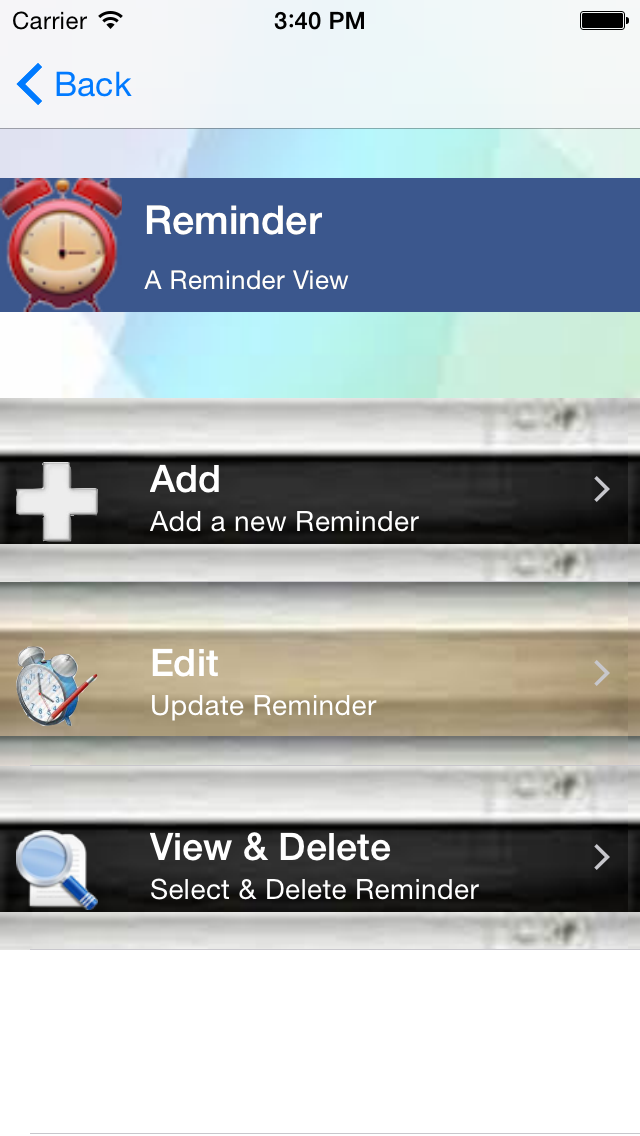 Carrier 3:40 PM
Back
Reminder
A Reminder View
Add
Add a new Reminder
Edit
Update Reminder
View & Delete
Select & Delete Reminder